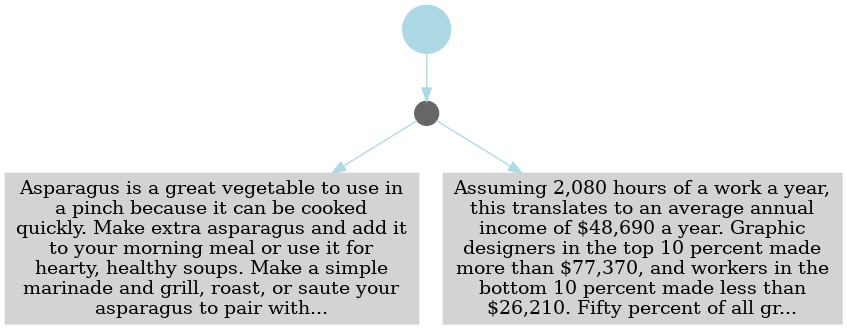 Asparagus is a great vegetable to use in
a pinch because it can be cooked
quickly. Make extra asparagus and add it
to your morning meal or use it for
hearty, healthy soups. Make a simple
marinade and grill, roast, or saute your
asparagus to pair with...
Assuming 2,080 hours of a work a year,
this translates to an average annual
income of $48,690 a year. Graphic
designers in the top 10 percent made
more than $77,370, and workers in the
bottom 10 percent made less than
$26,210. Fifty percent of all gr...